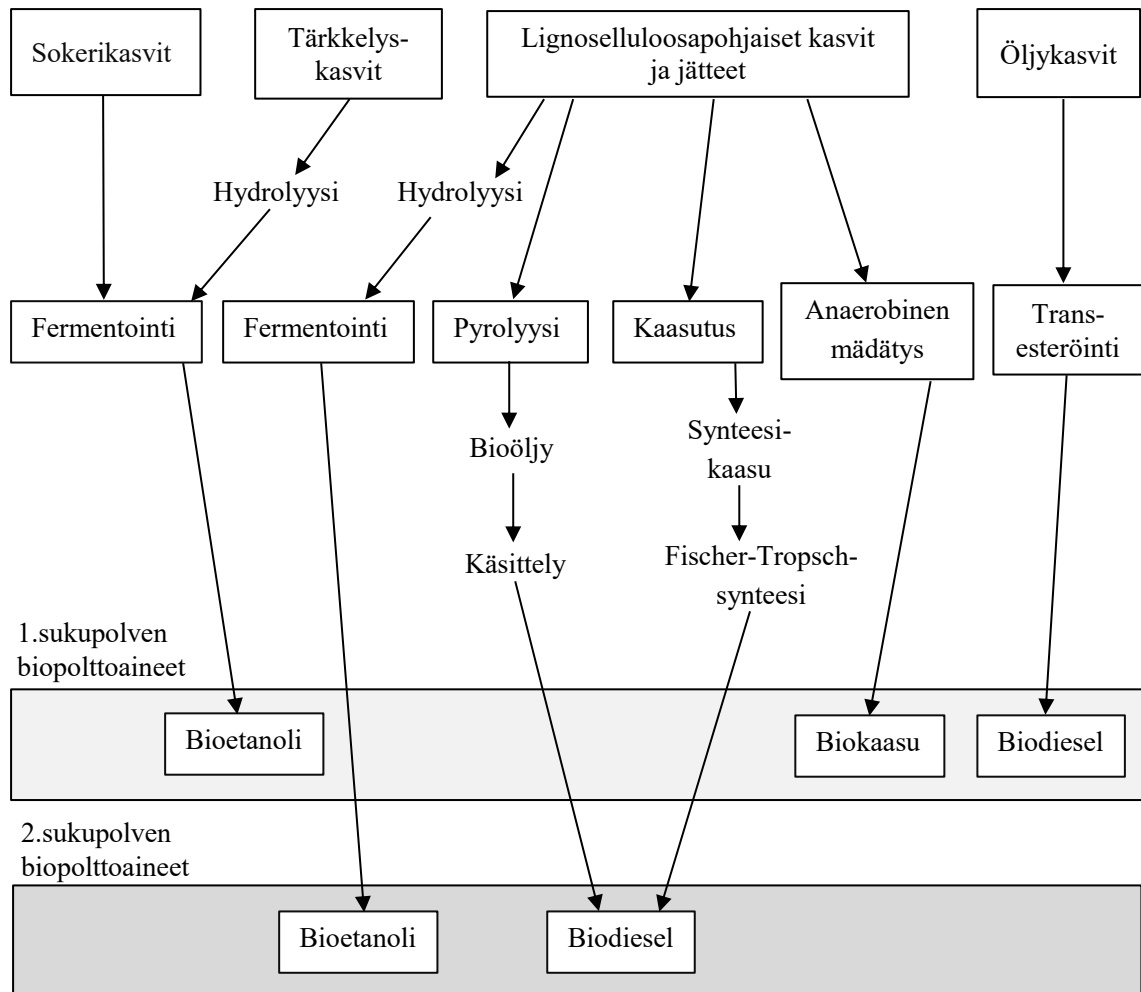 Sokerikasvit
Tärkkelys-
kasvit
Lignoselluloosapohjaiset kasvit
ja jätteet
Öljykasvit
Hydrolyysi
Hydrolyysi
Fermentointi
Fermentointi
Pyrolyysi
Kaasutus
Anaerobinen
mädätys
Trans-
esteröinti
Bioöljy
Synteesi-
kaasu
Käsittely
Fischer-Tropsch-
synteesi
1.sukupolven
biopolttoaineet
Bioetanoli
Biokaasu
Biodiesel
2.sukupolven
biopolttoaineet
Bioetanoli
Biodiesel